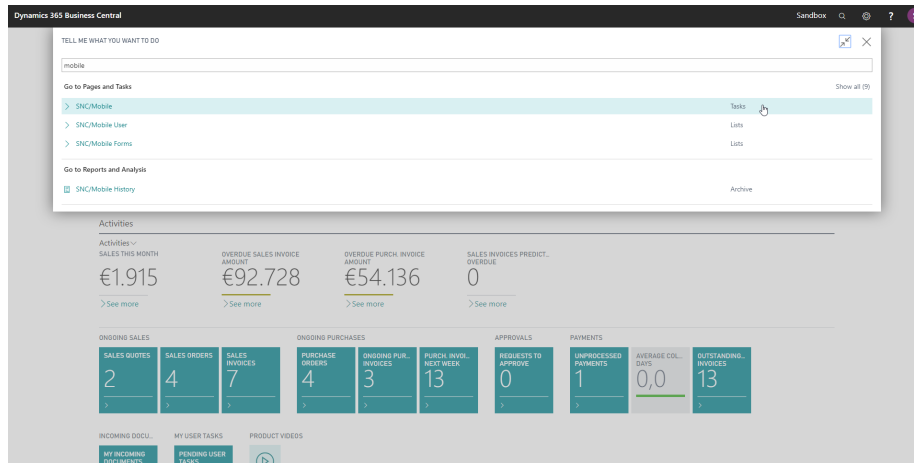 Dynamics 365 Business Central
Sandbox
?
TELL ME WHAT YOU WANT TO DO
mobile
Go to Pages and Tasks
Show all (9)
SNC/Mobile
Tasks
SNC/Mobile User
Lists
SNC/Mobile Forms
Lists
Go to Reports and Analysis
SNC/Mobile History
Archive
Activities
Activities
SALES THIS MONTH
€1.915
>See more
OVERDUE SALES INVOICE
AMOUNT
€92.728
>See more
OVERDUE PURCH. INVOICE
AMOUNT
€54.136
>See more
SALES INVOICES PREDICT...
OVERDUE
0
>See more
ONGOING SALES
SALES QUOTES
2
SALES ORDERS
4
SALES
INVOICES
7
ONGOING PURCHASES
PURCHASE
ORDERS
4
ONGOING PUR...
INVOICES
3
PURCH. INVOI...
NEXT WEEK
13
APPROVALS
REQUESTS TO
APPROVE
0
PAYMENTS
UNPROCESSED
PAYMENTS
1
AVERAGE COL...
DAYS
0,0
OUTSTANDING...
INVOICES
13
INCOMING DOCU...
MY INCOMING
DOCUMENTS
MY USER TASKS
PENDING USER
TASKS
PRODUCT VIDEOS